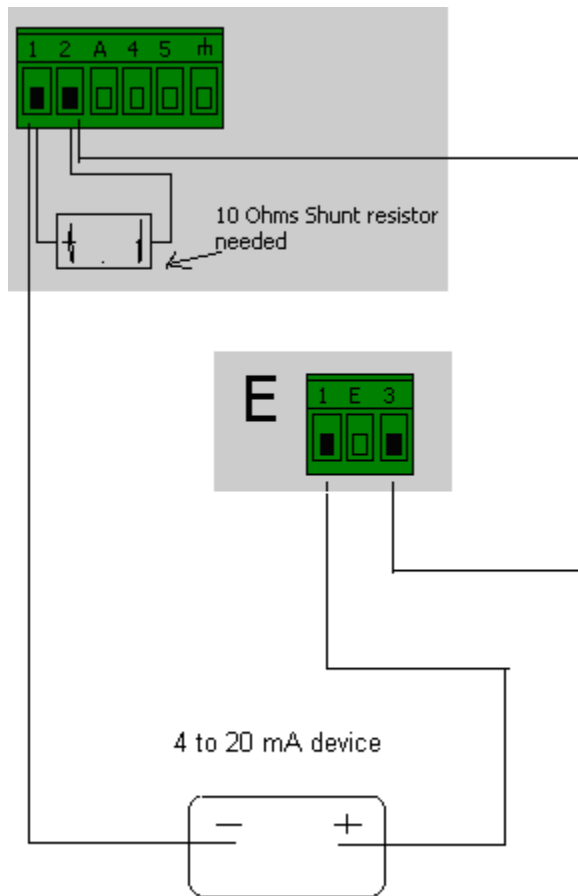 1 2 A 4 5
10 Ohms Shunt resistor
needed
E
1 E 3
4 to 20 mA device
− +